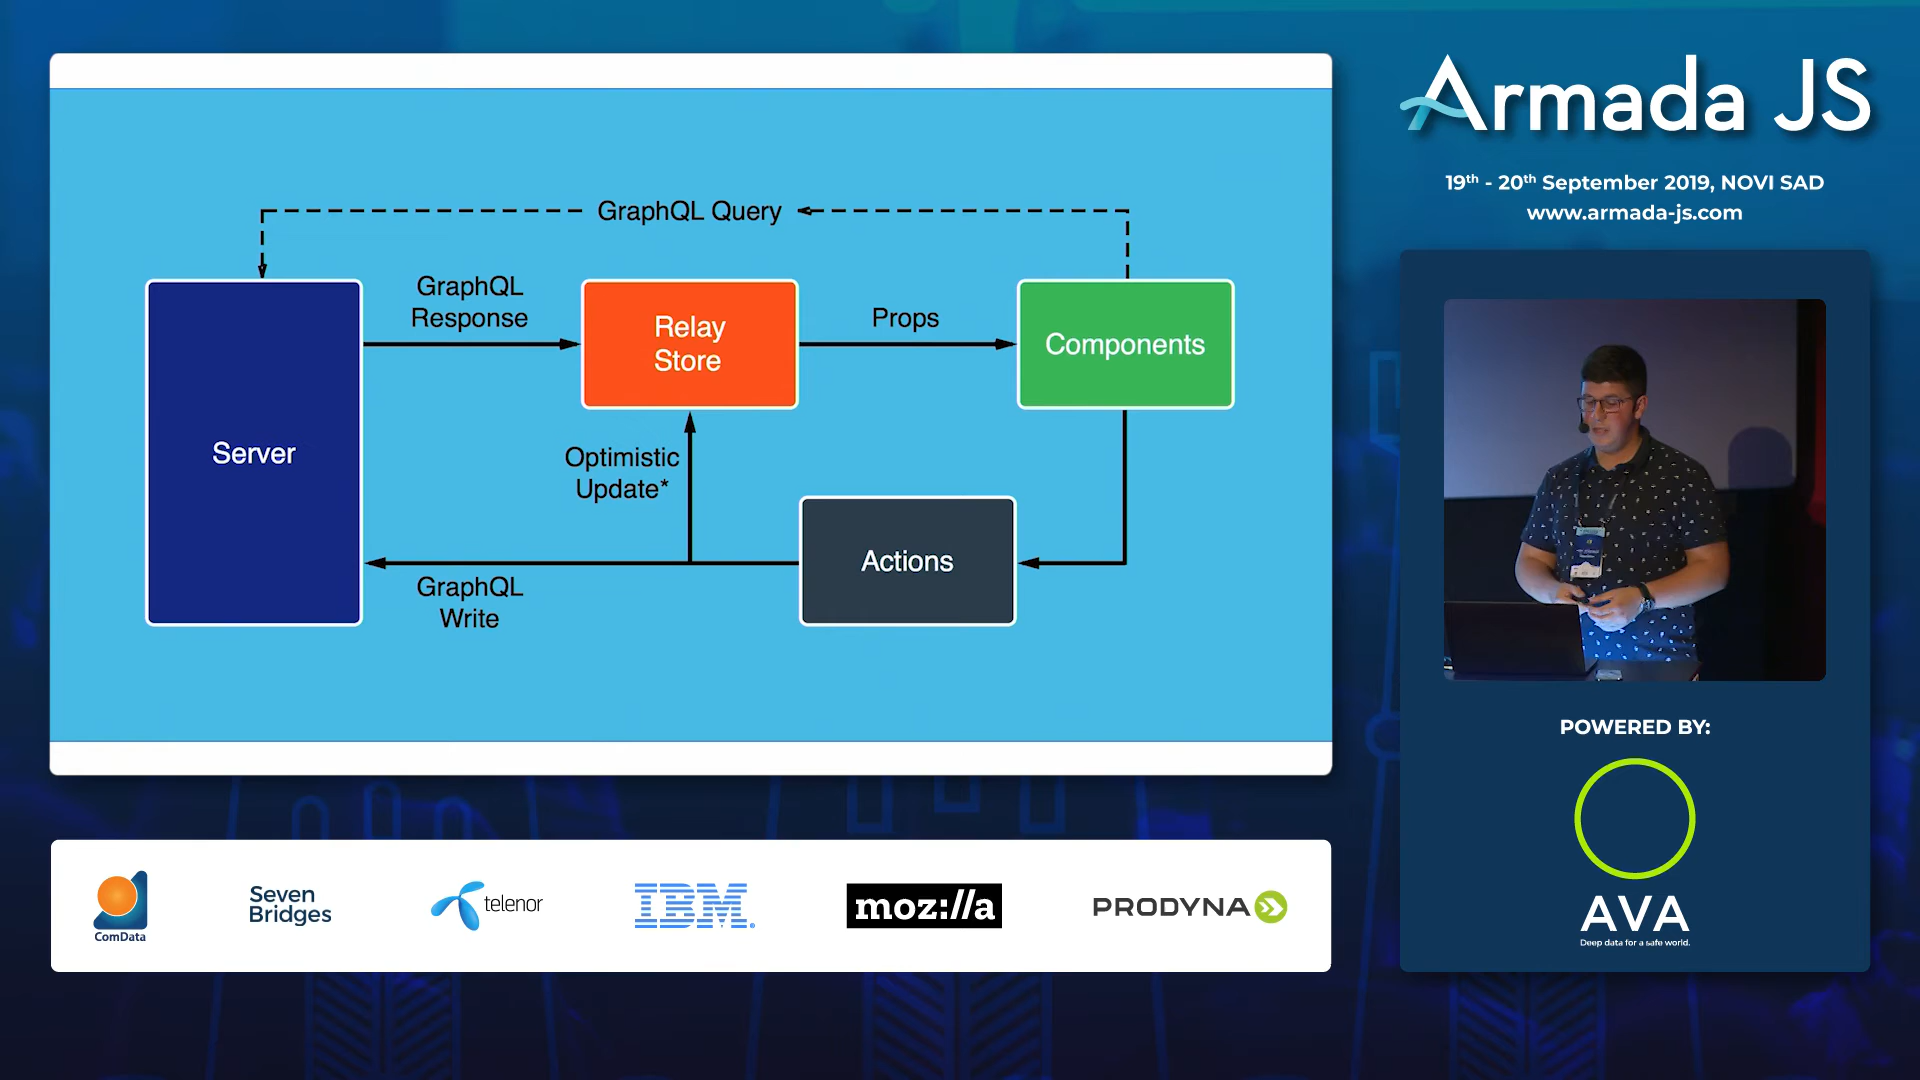 GraphQL Query
GraphQL
Response
Relay
Store
Props
Components
Server
Optimistic
Update*
Actions
GraphQL
Write
Armada JS
19th - 20th September 2019, NOVI SAD
www.armada-js.com
POWERED BY:
AVA
Deep data for a safe world.
ComData
Seven
Bridges
telenor
IBM
moz://a
PRODYNA